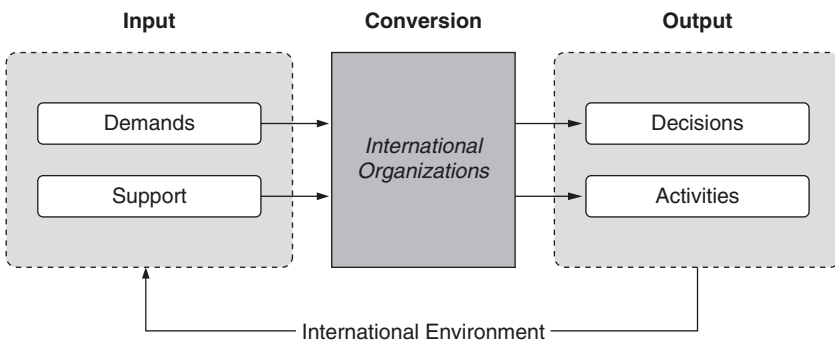 Input
Conversion
Output
Demands
Support
International
Organizations
Decisions
Activities
International Environment